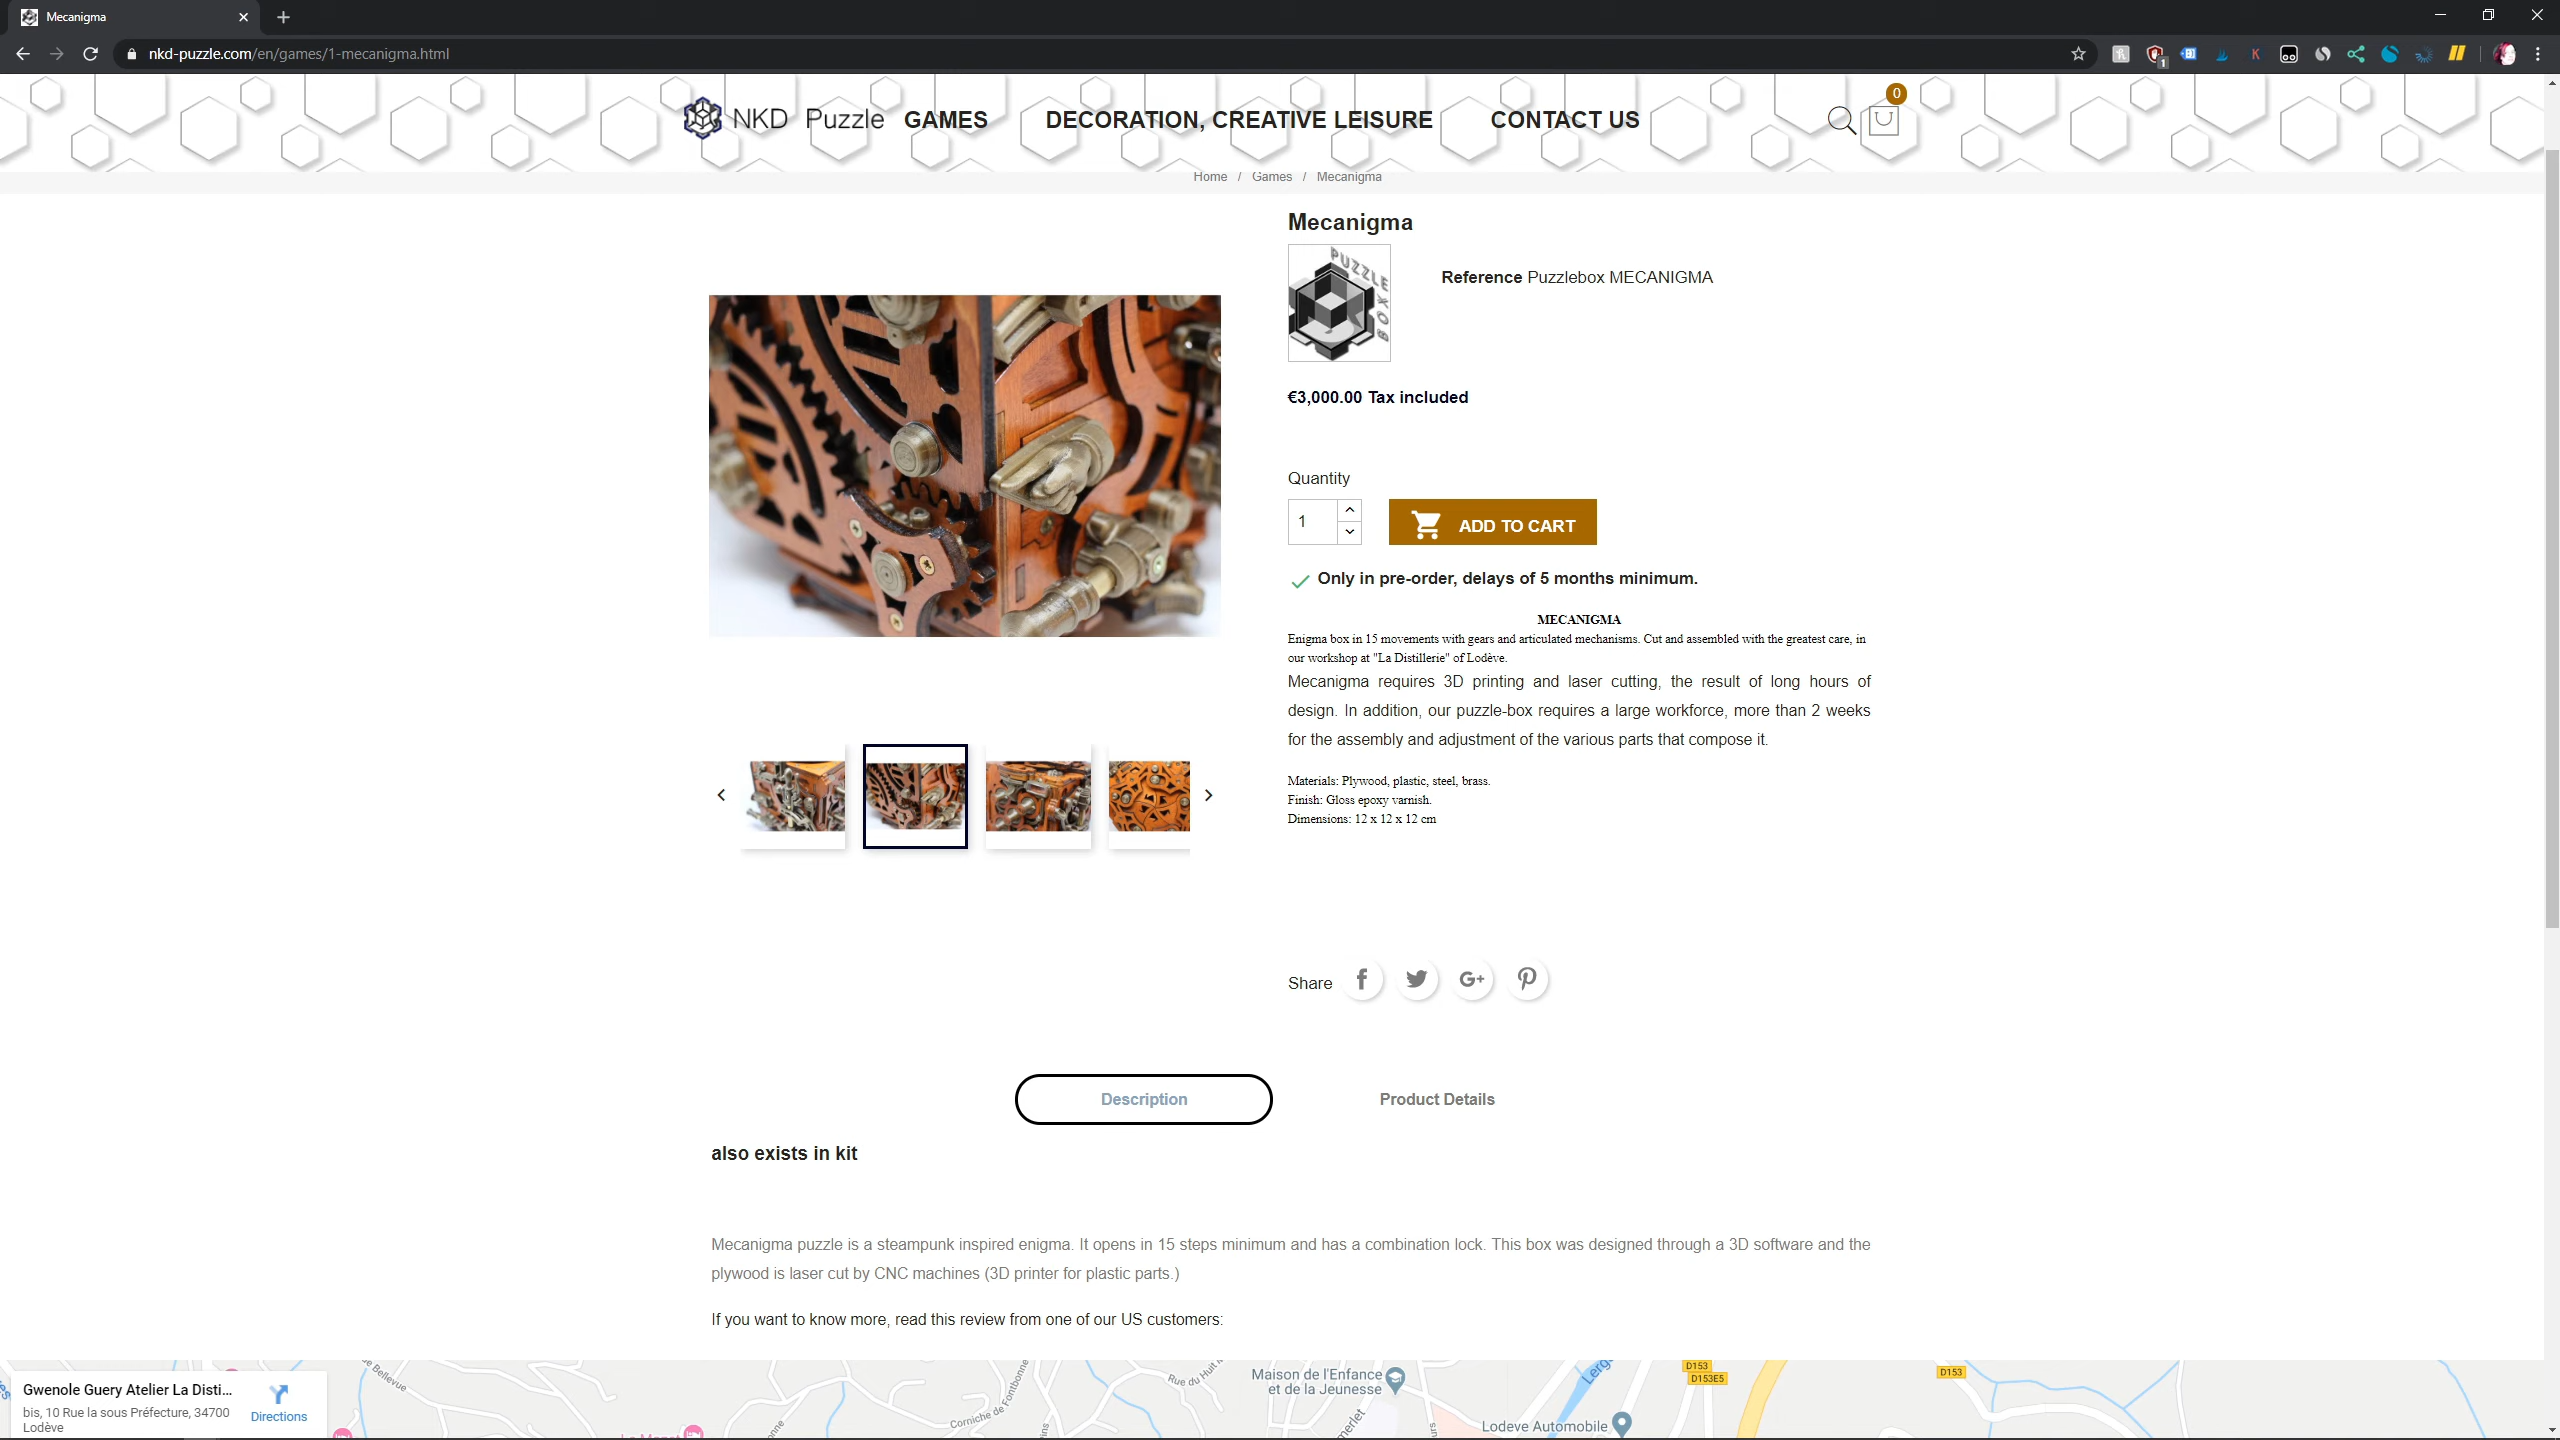 Mecanigma
nkd-puzzle.com/en/games/1-mecanigma.html
1
K
NKD Puzzle GAMES DECORATION, CREATIVE LEISURE CONTACT US 0
Home / Games / Mecanigma
Mecanigma
PUZZLE BOX
Reference Puzzlebox MECANIGMA
€3,000.00 Tax included
Quantity
1
ADD TO CART
Only in pre-order, delays of 5 months minimum.
MECANIGMA
Enigma box in 15 movements with gears and articulated mechanisms. Cut and assembled with the greatest care, in
our workshop at "La Distillerie" of Lodève.
Mecanigma requires 3D printing and laser cutting, the result of long hours of
design. In addition, our puzzle-box requires a large workforce, more than 2 weeks
for the assembly and adjustment of the various parts that compose it.
Materials: Plywood, plastic, steel, brass.
Finish: Gloss epoxy varnish.
Dimensions: 12 x 12 x 12 cm
Share
G+
Description
Product Details
also exists in kit
Mecanigma puzzle is a steampunk inspired enigma. It opens in 15 steps minimum and has a combination lock. This box was designed through a 3D software and the
plywood is laser cut by CNC machines (3D printer for plastic parts.)
If you want to know more, read this review from one of our US customers:
Gwenole Guery Atelier La Disti...
bis, 10 Rue la sous Préfecture, 34700
Lodève
Directions
de Bellevue
Corniche de Fontbonne
Rue du Huit
Maison de l'Enfance
et de la Jeunesse
Lerg
D153
D153E5
D153
Lodeve Automobile